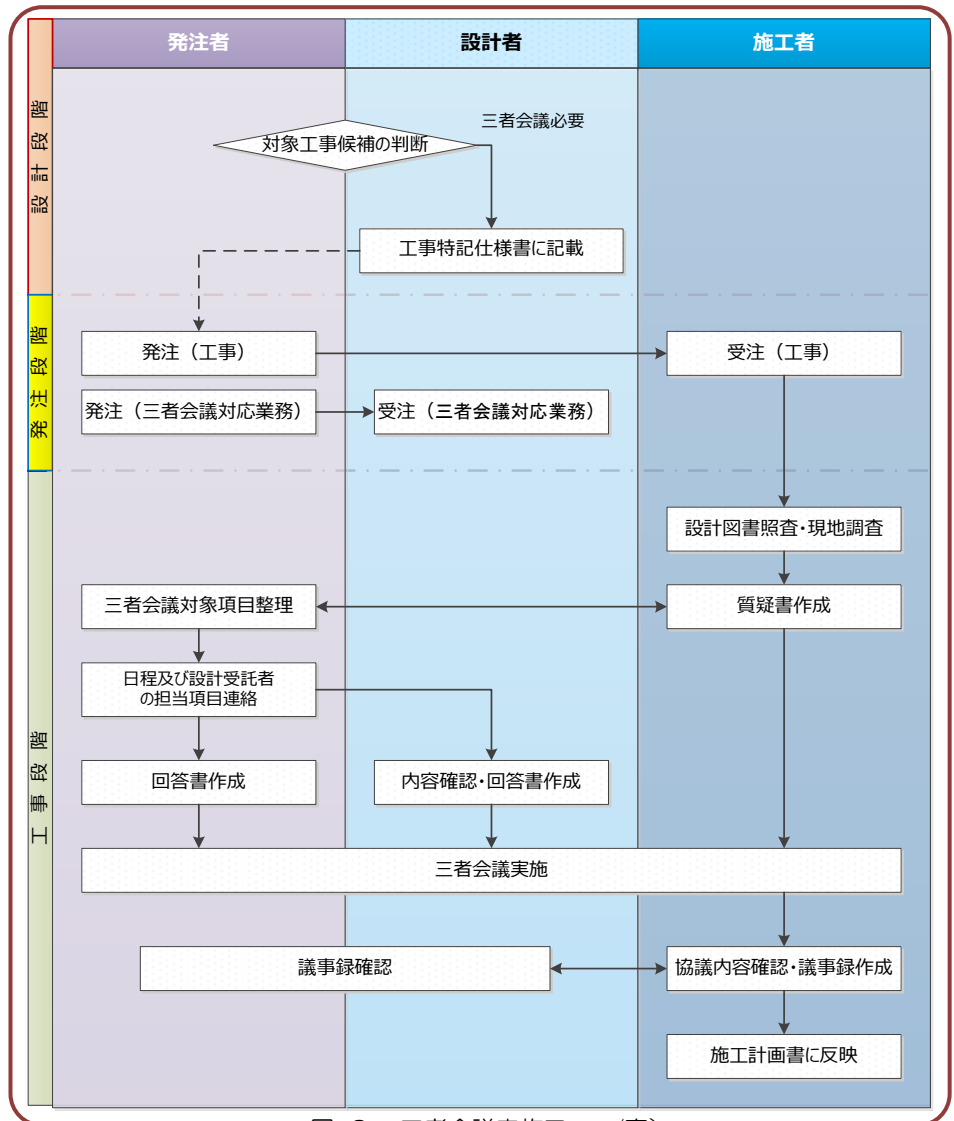 発注者
設計者
施工者
設計段階
三者会議必要
対象工事候補の判断
工事特記仕様書に記載
発注段階
発注（工事）
受注（工事）
発注（三者会議対応業務）
受注（三者会議対応業務）
工事段階
設計図書照査・現地調査
三者会議対象項目整理
質疑書作成
日程及び設計受託者
の担当項目連絡
回答書作成
内容確認・回答書作成
三者会議実施
議事録確認
協議内容確認・議事録作成
施工計画書に反映